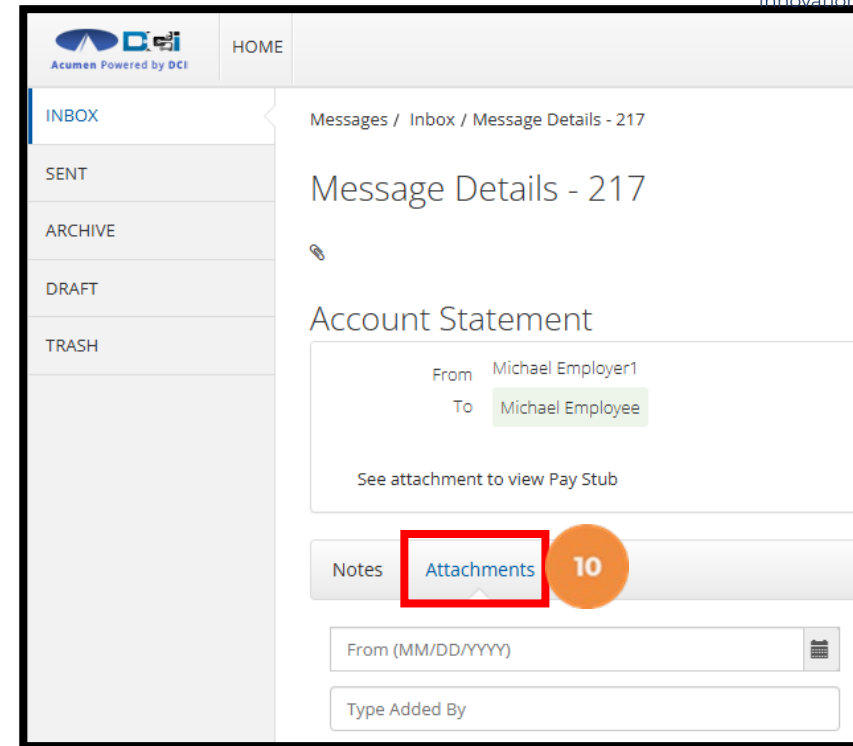 Innovation
DCi
Acumen Powered by DCI
HOME
INBOX
SENT
ARCHIVE
DRAFT
TRASH
Messages / Inbox / Message Details - 217
Message Details - 217
Account Statement
From Michael Employer1
To Michael Employee
See attachment to view Pay Stub
Notes Attachments 10
From (MM/DD/YYYY)
Type Added By